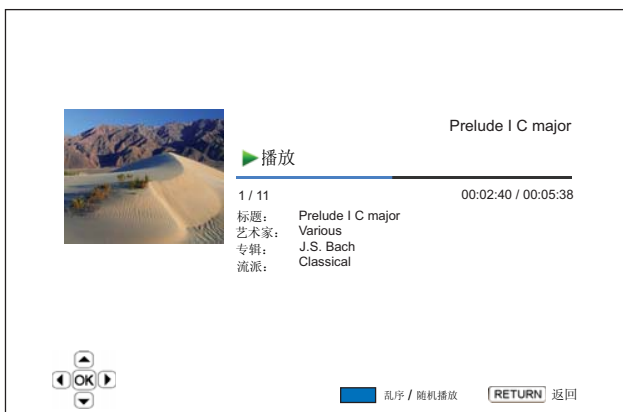 Prelude I C major
播放
1 / 11 00:02:40 / 00:05:38
标题： Prelude I C major
艺术家： Various
专辑： J.S. Bach
流派： Classical
OK
乱序 / 随机播放 RETURN 返回